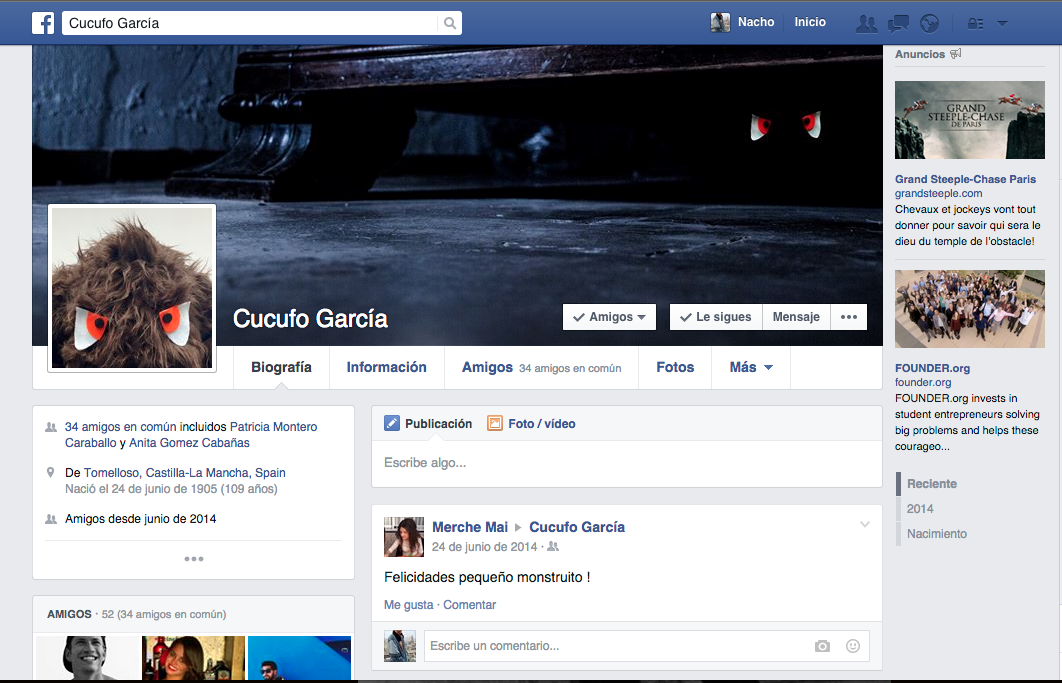 Cucufo García
Nacho
Inicio
Cucufo García
Amigos
Le sigues
Mensaje
Biografía
Información
Amigos 34 amigos en común
Fotos
Más
34 amigos en común incluidos Patricia Montero
Caraballo y Anita Gomez Cabañas
De Tomelloso, Castilla-La Mancha, Spain
Nació el 24 de junio de 1905 (109 años)
Amigos desde junio de 2014
AMIGOS · 52 (34 amigos en común)
Publicación
Foto / vídeo
Escribe algo...
Merche Mai ▸ Cucufo García
24 de junio de 2014 ·
Felicidades pequeño monstruito !
Me gusta · Comentar
Escribe un comentario...
Anuncios
GRAND
STEEPLE-CHASE
DE PARIS
Grand Steeple-Chase Paris
grandsteeple.com
Chevaux et jockeys vont tout
donner pour savoir qui sera le
dieu du temple de l'obstacle!
FOUNDER.org
founder.org
FOUNDER.org invests in
student entrepreneurs solving
big problems and helps these
courageo...
Reciente
2014
Nacimiento